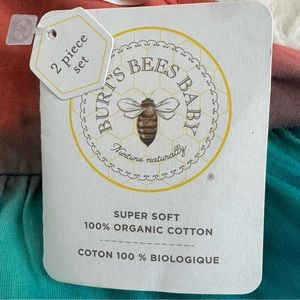 2 piece
set
BURT'S BEES BABY
Nurture naturally
®
SUPER SOFT
100% ORGANIC COTTON
COTON 100 % BIOLOGIQUE